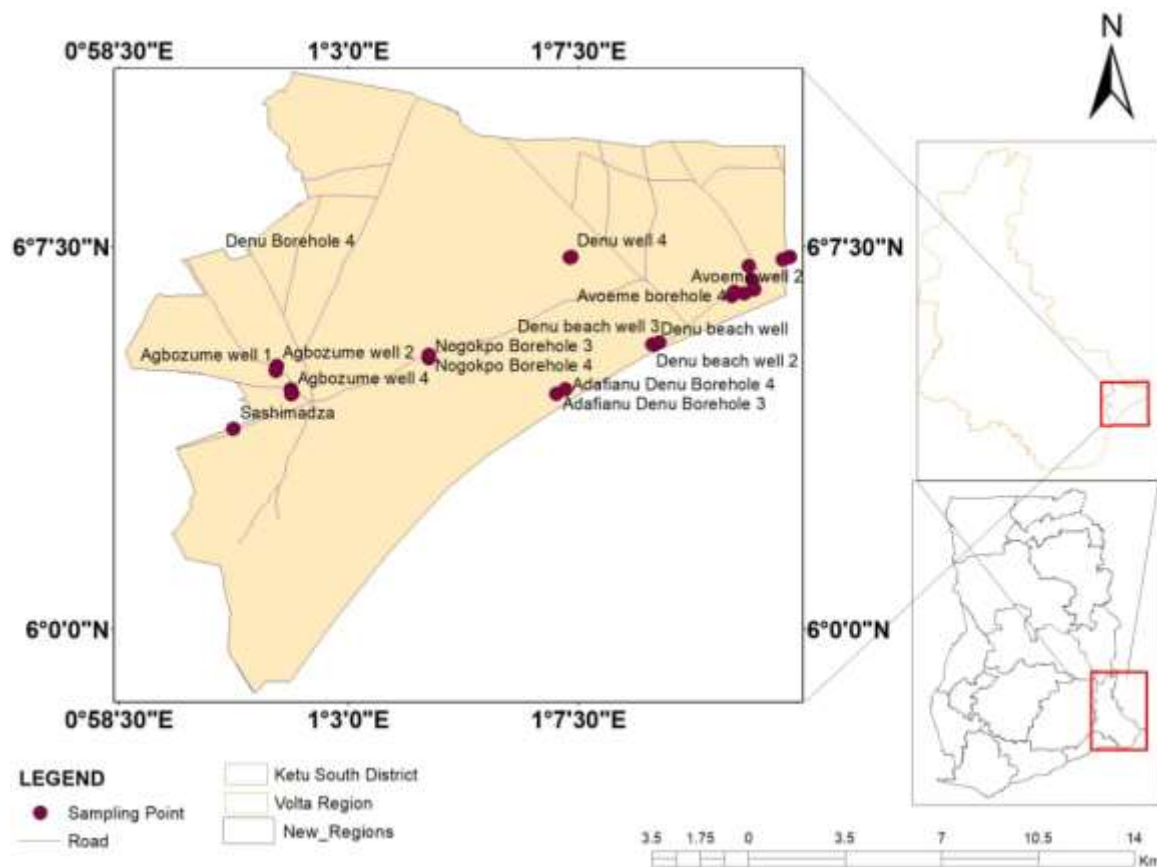 N
0°58'30"E 1°3'0"E 1°7'30"E
6°7'30"N 6°7'30"N
Denu Borehole 4
Denu well 4
Avoeme well 2
Avoeme borehole 4
Denu beach well 3 Denu beach well
Denu beach well 2
Agbozume well 1 Agbozume well 2
Nogokpo Borehole 3
Nogokpo Borehole 4
Agbozume well 4
Adafianu Denu Borehole 4
Adafianu Denu Borehole 3
Sashimadza
6°0'0"N 6°0'0"N
0°58'30"E 1°3'0"E 1°7'30"E
LEGEND
Sampling Point
Road
Ketu South District
Volta Region
New_Regions
3.5 1.75 0 3.5 7 10.5 14
Km